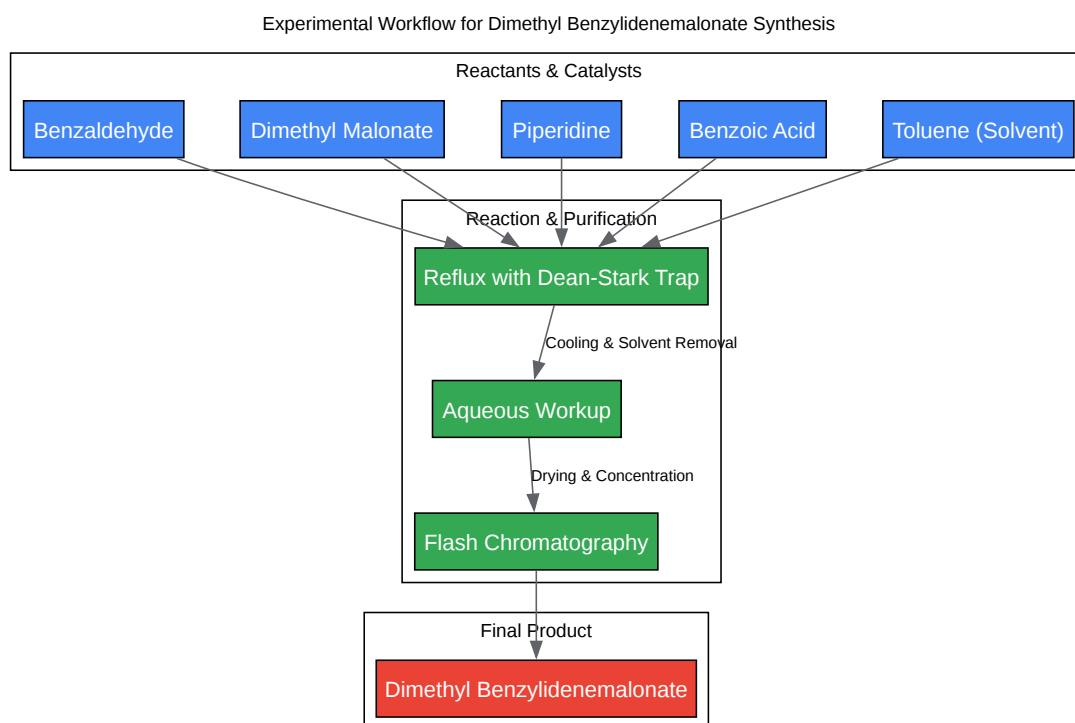 Experimental Workflow for Dimethyl Benzylidenemalonate Synthesis
Reactants & Catalysts
Benzaldehyde
Dimethyl Malonate
Piperidine
Benzoic Acid
Toluene (Solvent)
Reaction & Purification
Reflux with Dean-Stark Trap
Cooling & Solvent Removal
Aqueous Workup
Drying & Concentration
Flash Chromatography
Final Product
Dimethyl Benzylidenemalonate